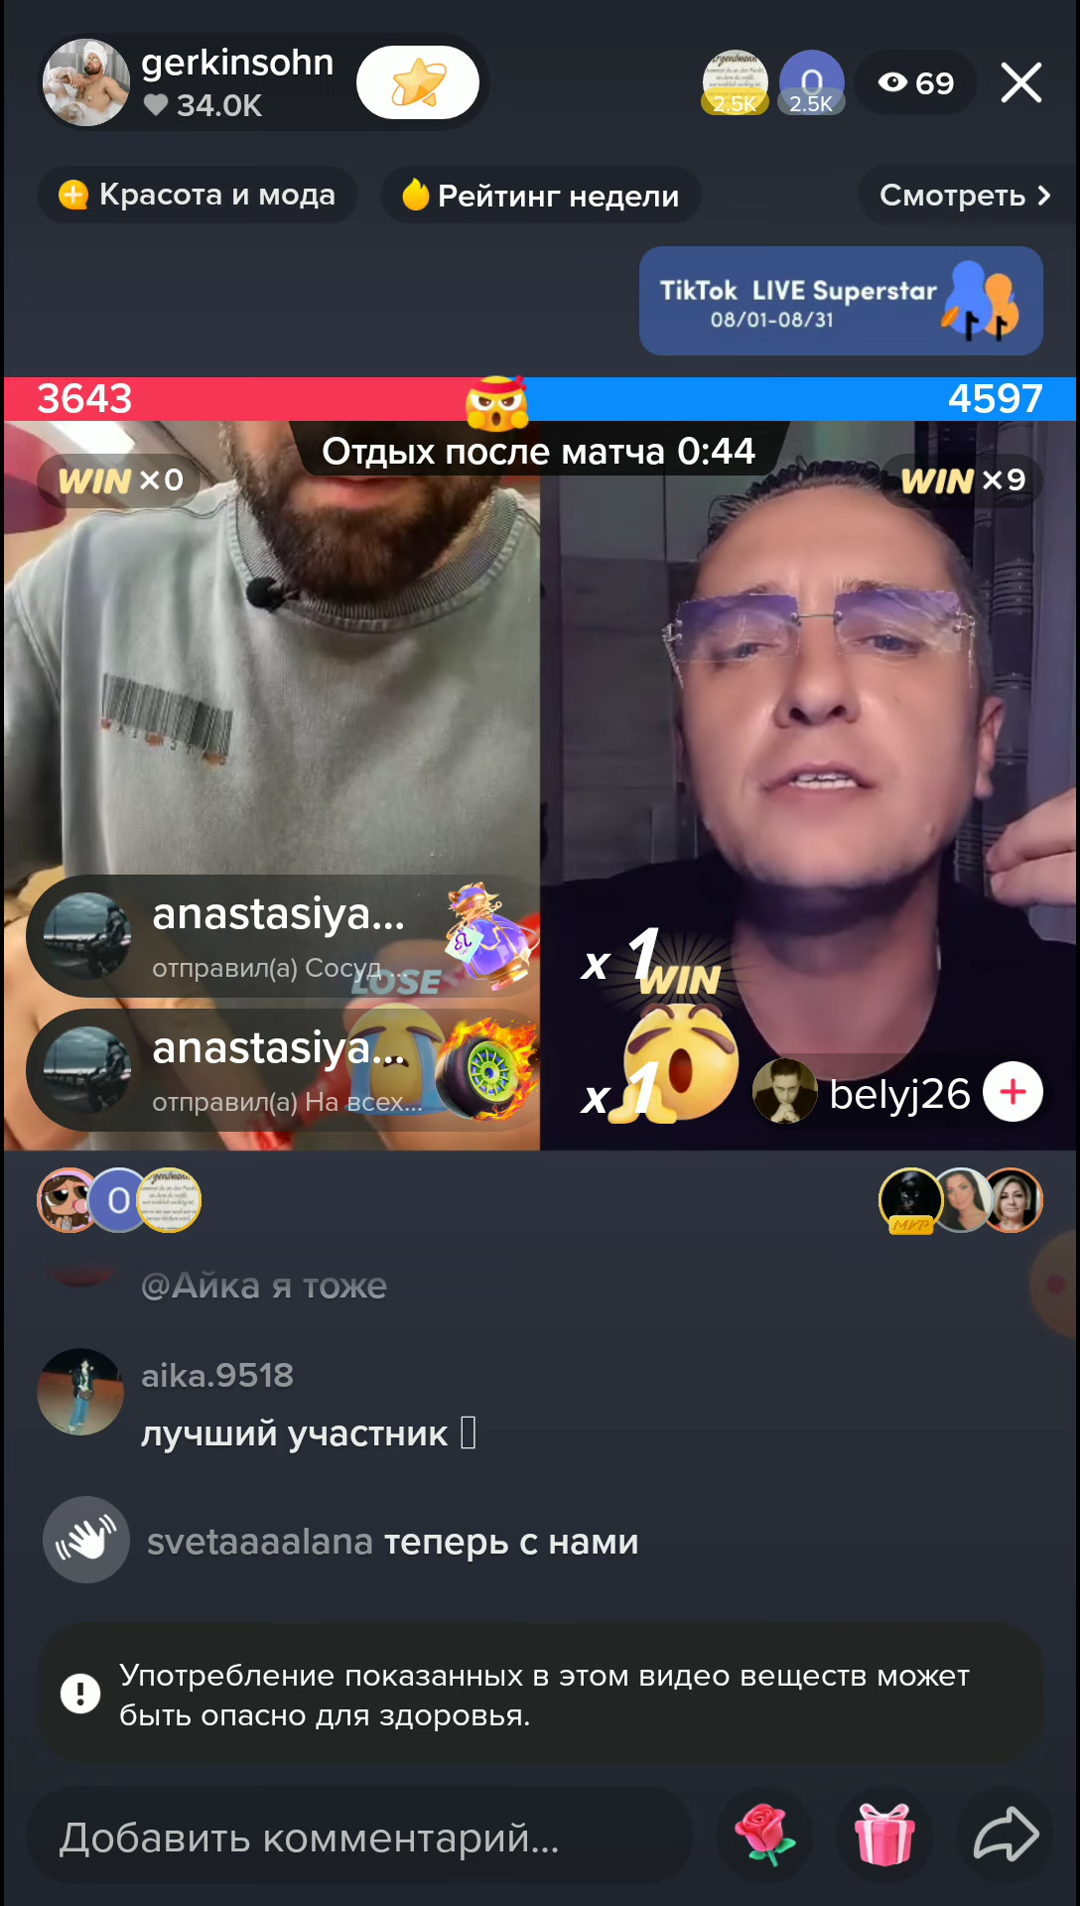 gerkinsohn
34.0K
2.5K
0
2.5K
69
Красота и мода
Рейтинг недели
Смотреть
TikTok LIVE Superstar
08/01-08/31
3643
4597
Отдых после матча 0:44
WIN ×0
WIN ×9
anastasiya...
отправил(а) Сосуд ...
LOSE
x 1
WIN
anastasiya...
отправил(а) На всех...
x 1
belyj26
0
МVP
@Айка я тоже
aika.9518
лучший участник
svetaaaalana теперь с нами
Употребление показанных в этом видео веществ может
быть опасно для здоровья.
Добавить комментарий...